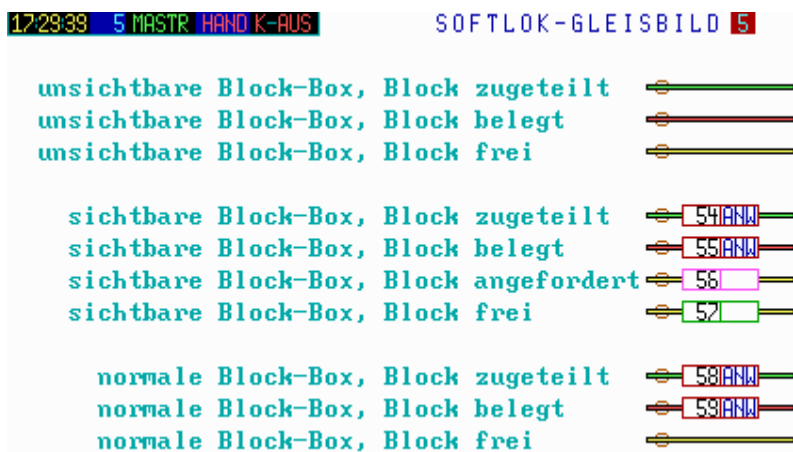 17:29:39 5 MASTR HAND K-AUS SOFTLOK-GLEISBILD 5
unsichtbare Block-Box, Block zugeteilt
unsichtbare Block-Box, Block belegt
unsichtbare Block-Box, Block frei
sichtbare Block-Box, Block zugeteilt 54 ANW
sichtbare Block-Box, Block belegt 55 ANW
sichtbare Block-Box, Block angefordert 56
sichtbare Block-Box, Block frei 57
normale Block-Box, Block zugeteilt 58 ANW
normale Block-Box, Block belegt 59 ANW
normale Block-Box, Block frei